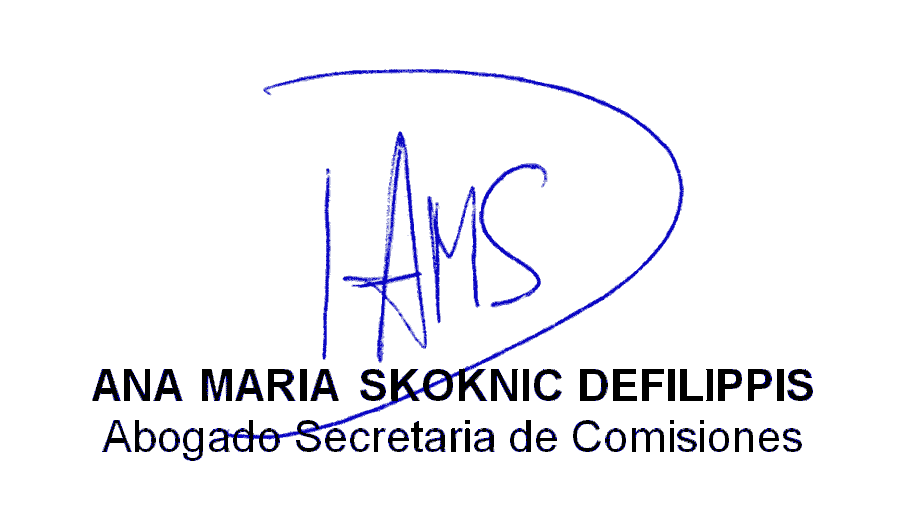 AMS
ANA MARIA SKOKNIC DEFILIPPIS
Abogado Secretaria de Comisiones